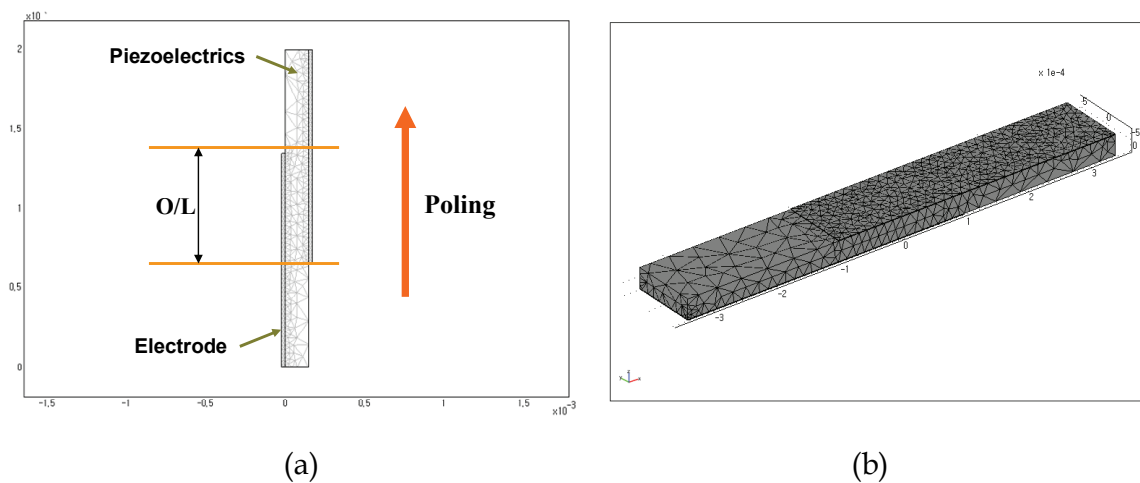 x10⁻
2
Piezoelectrics
1,5
O/L
Poling
1
0,5
Electrode
0
-1,5
-1
-0,5
0
0,5
1
1,5
x10⁻³
(a)
x 1e-4
5
0
-5
0
3
2
1
0
-1
-2
-3
z
y
x
(b)